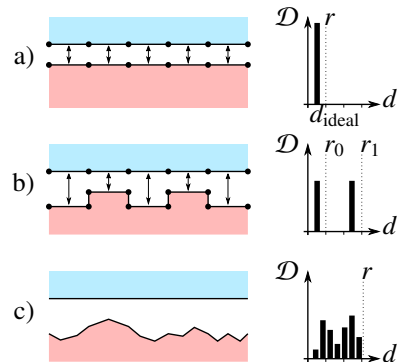 a)
𝒟 r
d
d_ideal
b)
𝒟 r_0 r_1
d
c)
𝒟 r
d